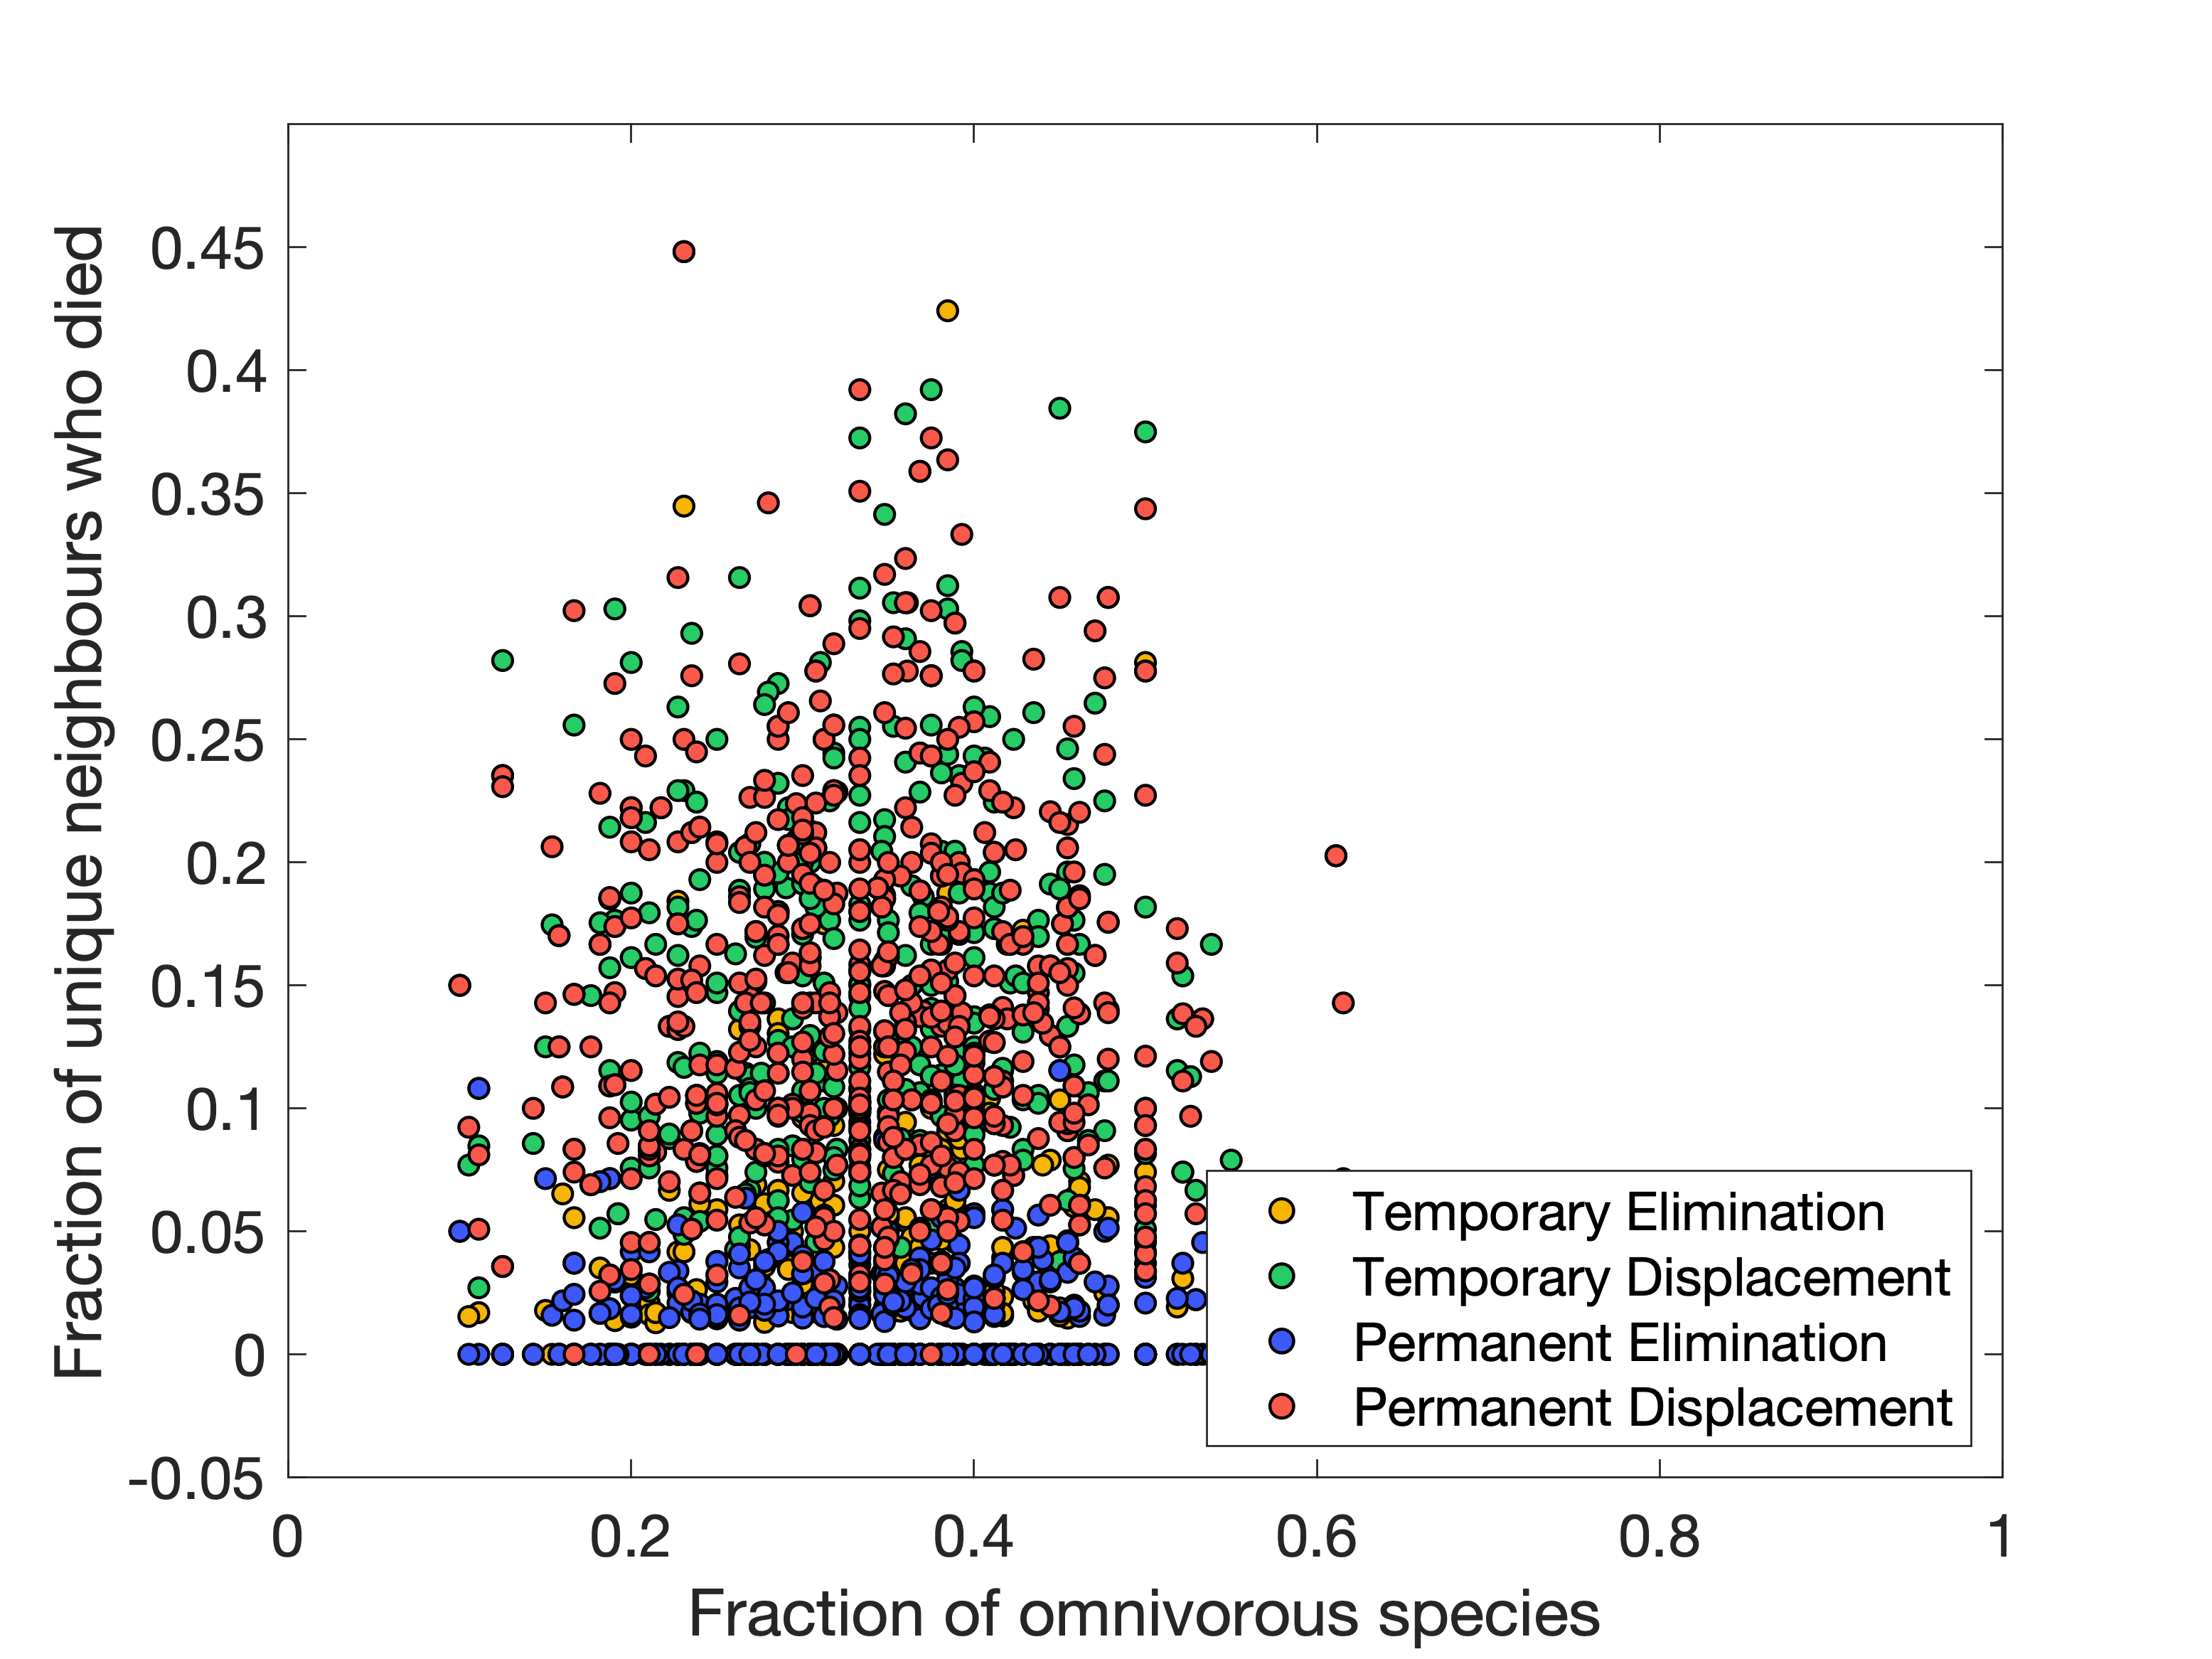 Fraction of unique neighbours who died
0.45
0.4
0.35
0.3
0.25
0.2
0.15
0.1
0.05
0
-0.05
0
0.2
0.4
0.6
0.8
1
Fraction of omnivorous species
Temporary Elimination
Temporary Displacement
Permanent Elimination
Permanent Displacement